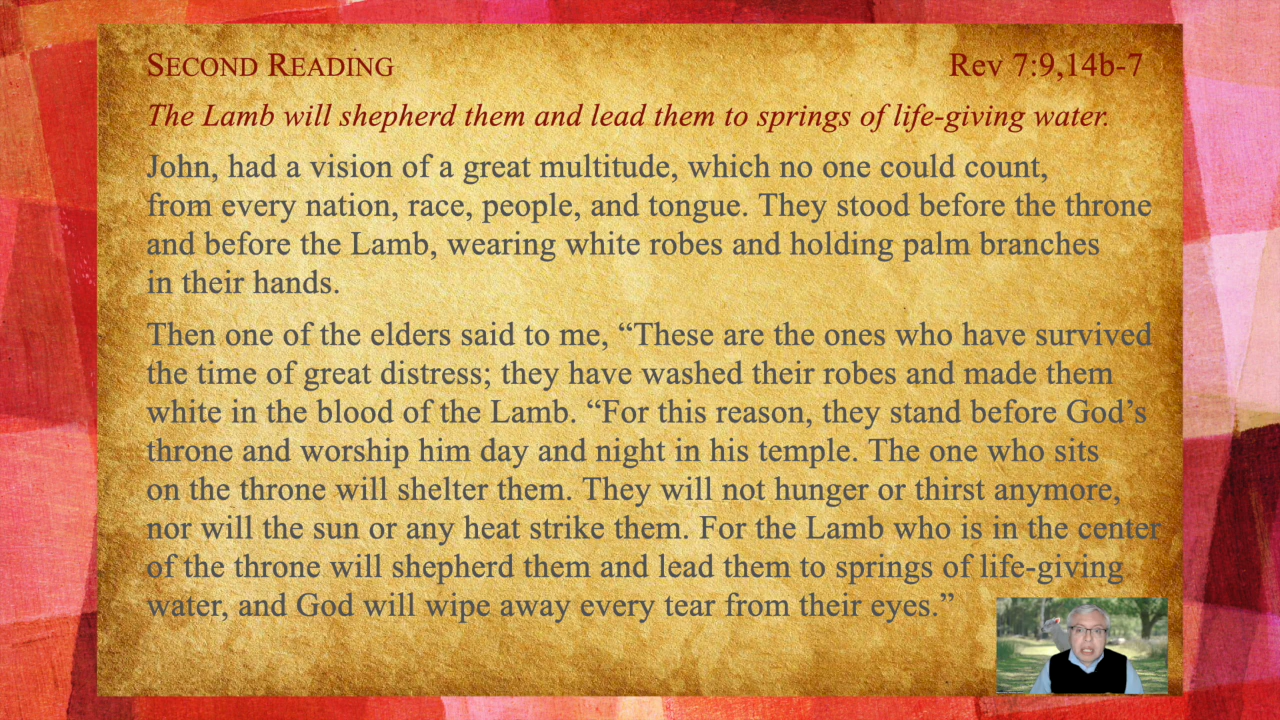 SECOND READING Rev 7:9,14b-7
The Lamb will shepherd them and lead them to springs of life-giving water.
John, had a vision of a great multitude, which no one could count,
from every nation, race, people, and tongue. They stood before the throne
and before the Lamb, wearing white robes and holding palm branches
in their hands.
Then one of the elders said to me, “These are the ones who have survived
the time of great distress; they have washed their robes and made them
white in the blood of the Lamb. “For this reason, they stand before God’s
throne and worship him day and night in his temple. The one who sits
on the throne will shelter them. They will not hunger or thirst anymore,
nor will the sun or any heat strike them. For the Lamb who is in the center
of the throne will shepherd them and lead them to springs of life-giving
water, and God will wipe away every tear from their eyes.”